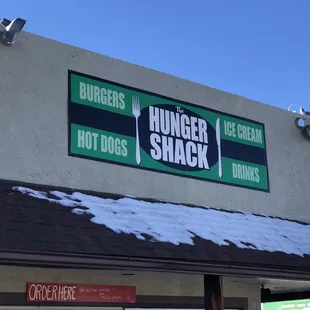 BURGERS
HOT DOGS
The
HUNGER
SHACK
ICE CREAM
DRINKS
ORDER HERE